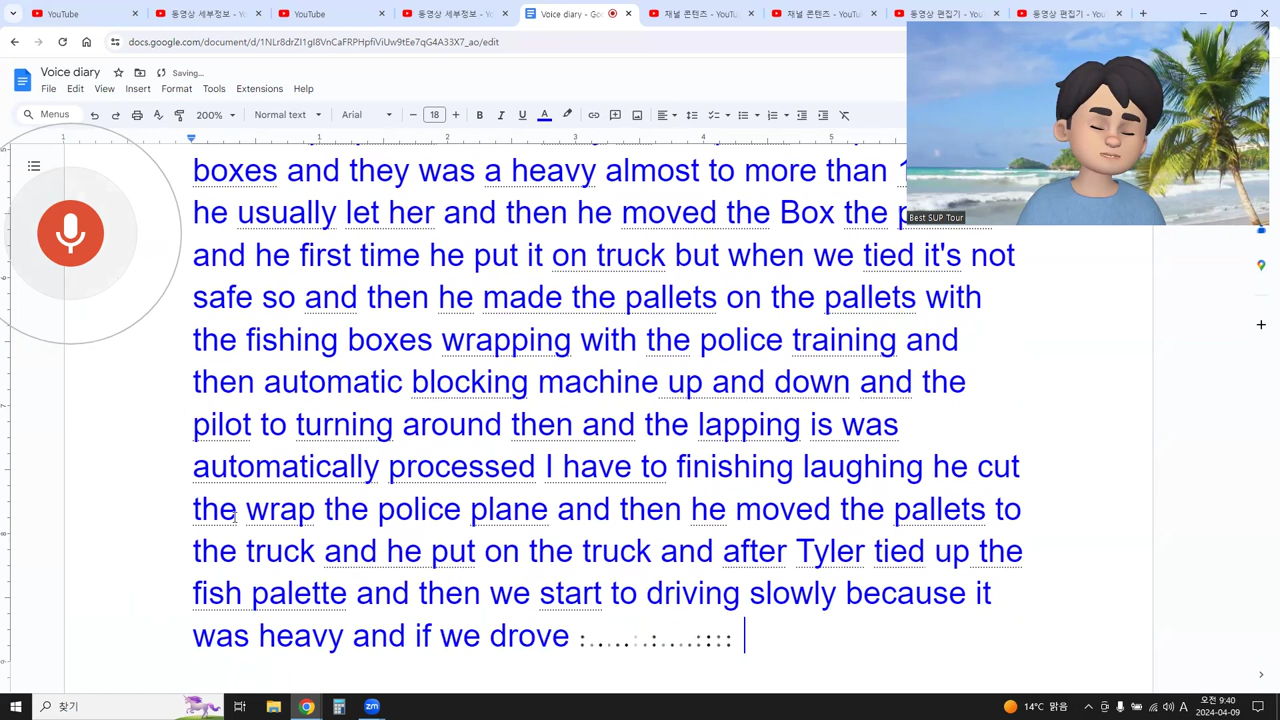 YouTube 동영상 세부정보 - YouTube 동영상 세부정보 - Voice diary - Go 재널 콘텐츠 - YouTu 재널 콘텐츠 - YouTu 동영상 편집기 - You 동영상 편집기 - YouT
docs.google.com/document/d/1NLr8drZI1gI8VnCaFRPHpfiViUw9tEe7qG4A33X7_ao/edit
Voice diary Saving...
File Edit View Insert Format Tools Extensions Help
Menus 200% Normal text Arial 18 B I U A
1 1 2 3 4 5
boxes and they was a heavy almost to more than
he usually let her and then he moved the Box the
Best SUP Tour
and he first time he put it on truck but when we tied it's not
safe so and then he made the pallets on the pallets with
the fishing boxes wrapping with the police training and
then automatic blocking machine up and down and the
pilot to turning around then and the lapping is was
automatically processed I have to finishing laughing he cut
the wrap the police plane and then he moved the pallets to
the truck and he put on the truck and after Tyler tied up the
fish palette and then we start to driving slowly because it
was heavy and if we drove
찾기 14°C 맑음 A 오전 9:40
2024-04-09